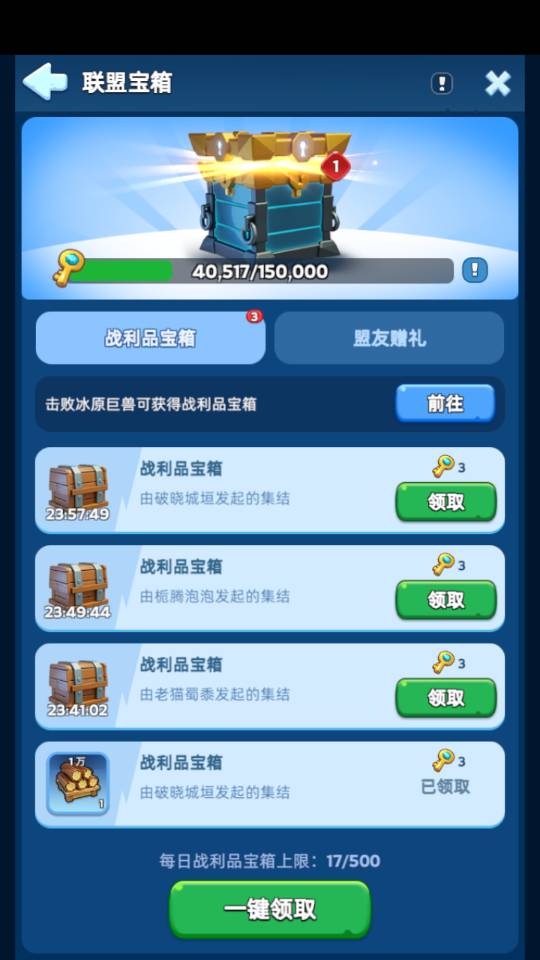 联盟宝箱
!
1
40,517/150,000
!
战利品宝箱
3
盟友赠礼
击败冰原巨兽可获得战利品宝箱
前往
战利品宝箱
3
由破晓城垣发起的集结
23:57:49
领取
战利品宝箱
3
由栀腾泡泡发起的集结
23:49:44
领取
战利品宝箱
3
由老猫蜀黍发起的集结
23:41:02
领取
1万
1
战利品宝箱
3
由破晓城垣发起的集结
已领取
每日战利品宝箱上限：17/500
一键领取